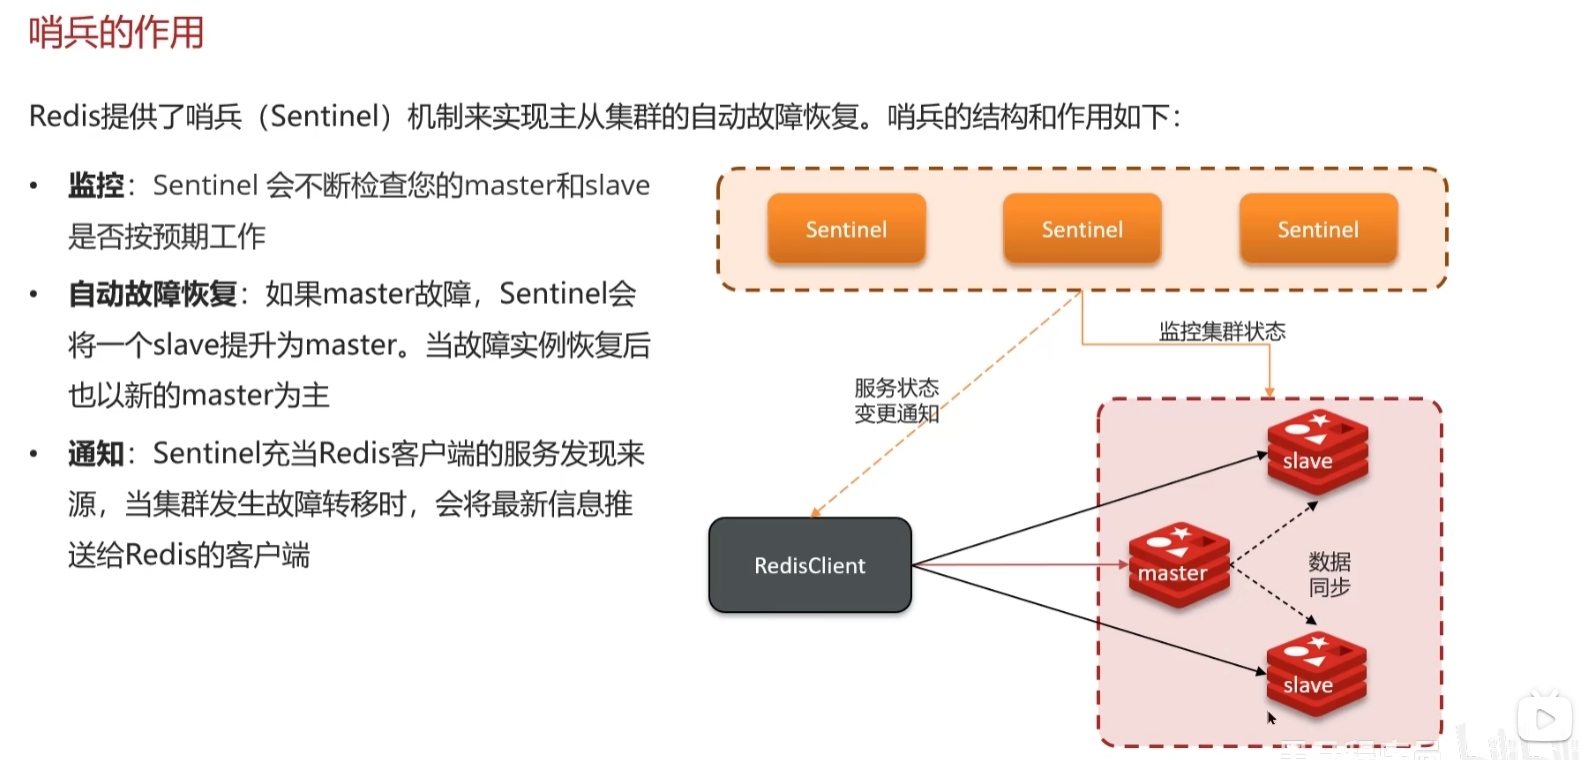 哨兵的作用
Redis提供了哨兵（Sentinel）机制来实现主从集群的自动故障恢复。哨兵的结构和作用如下：
• 监控：Sentinel 会不断检查您的master和slave
是否按预期工作
• 自动故障恢复：如果master故障，Sentinel会
将一个slave提升为master。当故障实例恢复后
也以新的master为主
• 通知：Sentinel充当Redis客户端的服务发现来
源，当集群发生故障转移时，会将最新信息推
送给Redis的客户端
Sentinel
Sentinel
Sentinel
监控集群状态
服务状态
变更通知
slave
RedisClient
master
数据
同步
slave